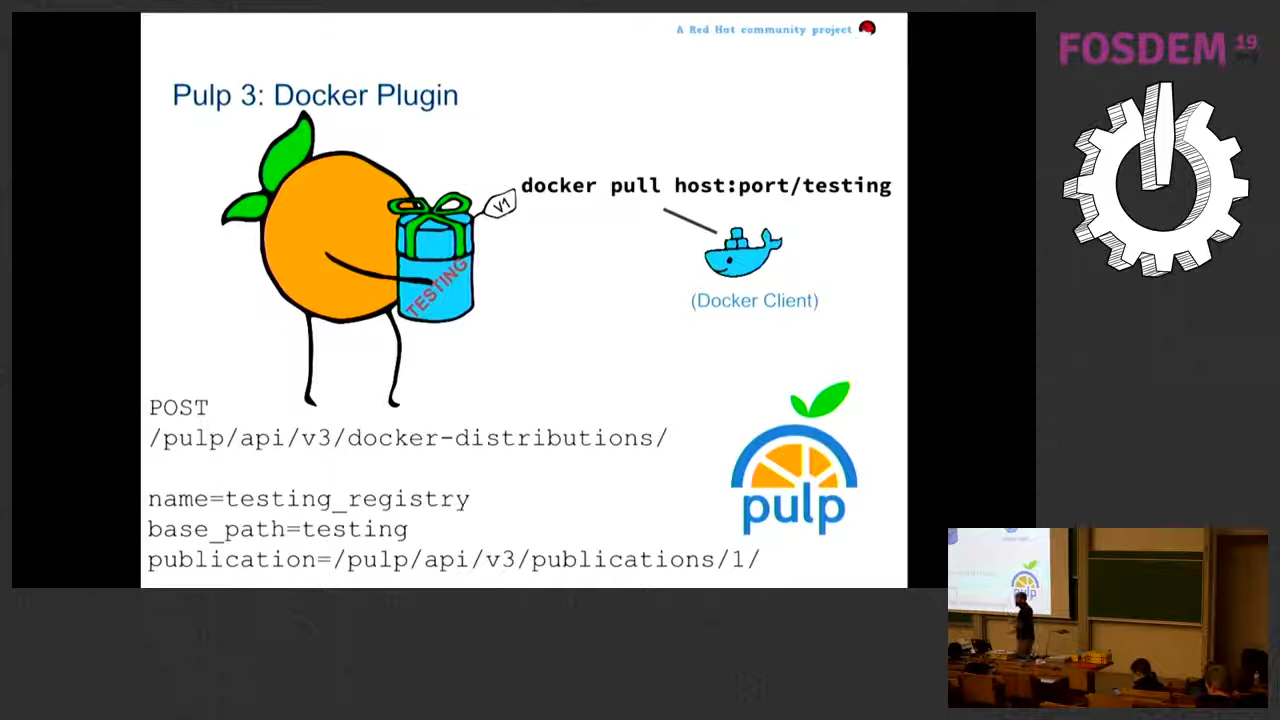 A Red Hat community project
FOSDEM 19
Pulp 3: Docker Plugin
docker pull host:port/testing
V1
TESTING
(Docker Client)
POST
/pulp/api/v3/docker-distributions/
name=testing_registry
base_path=testing
publication=/pulp/api/v3/publications/1/
pulp
pulp